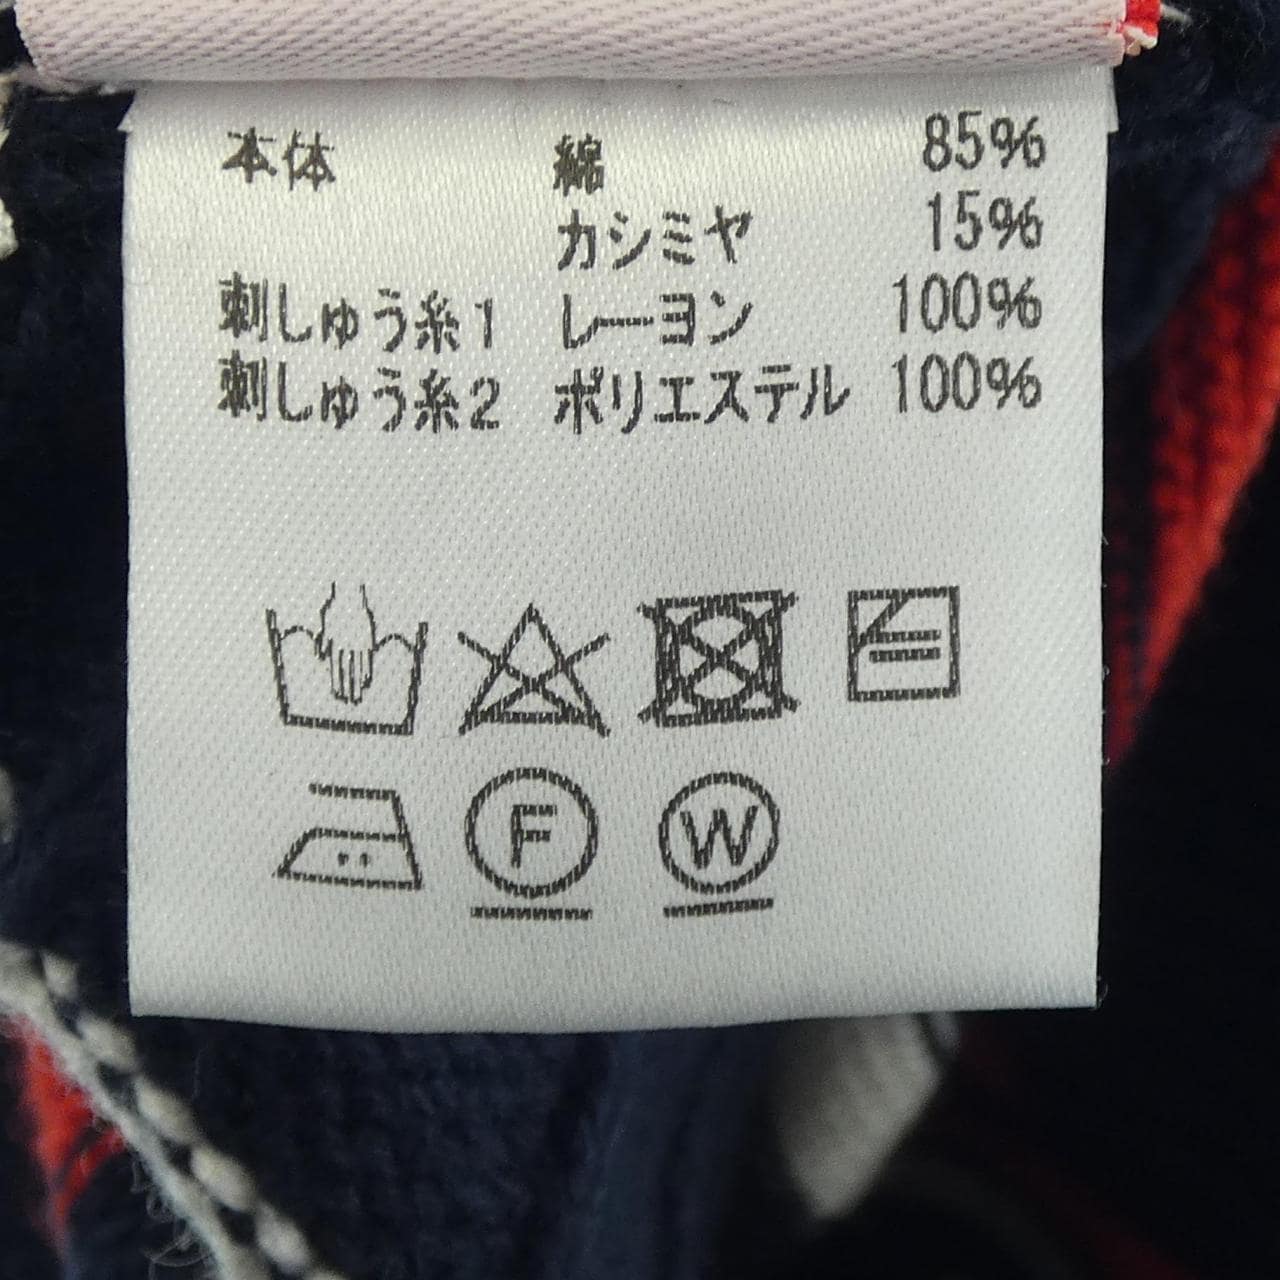 本体 綿 85%
カシミヤ 15%
刺しゅう糸1 レーヨン 100%
刺しゅう糸2 ポリエステル 100%
F W